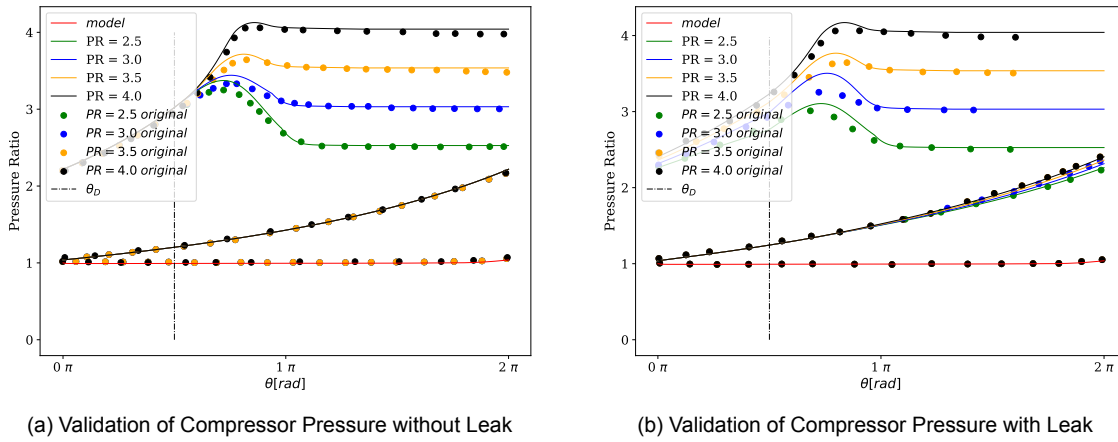 4
3
2
1
0
Pressure Ratio
model
PR = 2.5
PR = 3.0
PR = 3.5
PR = 4.0
PR = 2.5 original
PR = 3.0 original
PR = 3.5 original
PR = 4.0 original
θ_D
0 π
1 π
2 π
θ[rad]
(a) Validation of Compressor Pressure without Leak
4
3
2
1
0
Pressure Ratio
model
PR = 2.5
PR = 3.0
PR = 3.5
PR = 4.0
PR = 2.5 original
PR = 3.0 original
PR = 3.5 original
PR = 4.0 original
θ_D
0 π
1 π
2 π
θ[rad]
(b) Validation of Compressor Pressure with Leak